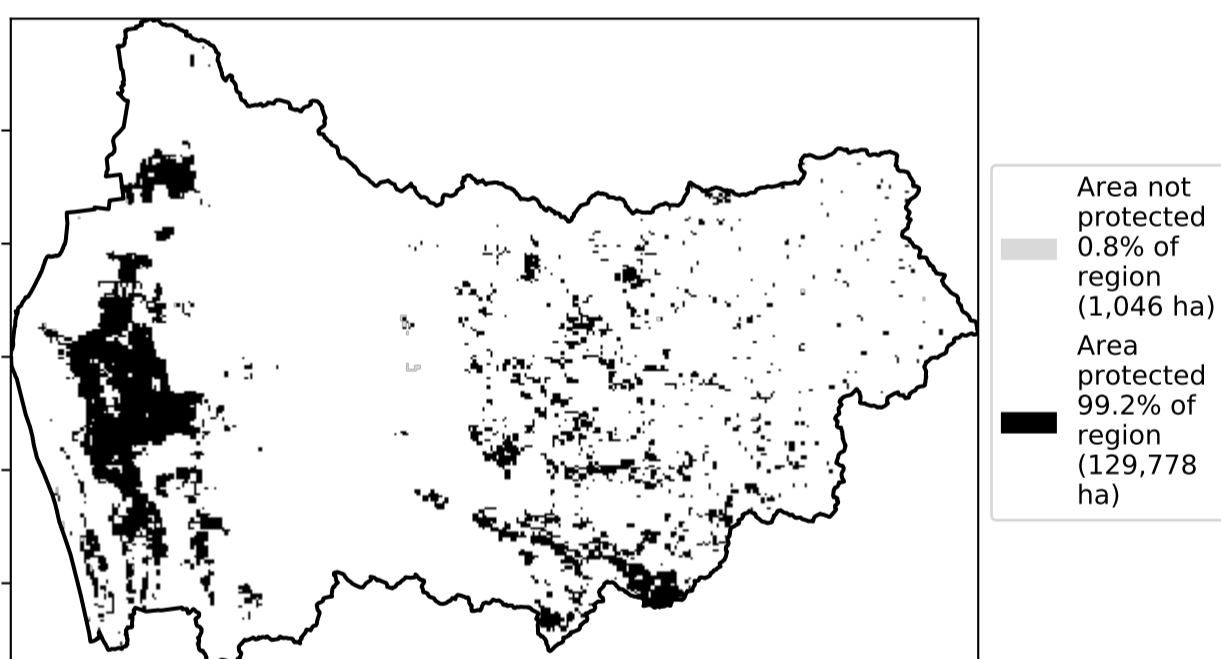 Area not
protected
0.8% of
region
(1,046 ha)
Area
protected
99.2% of
region
(129,778
ha)